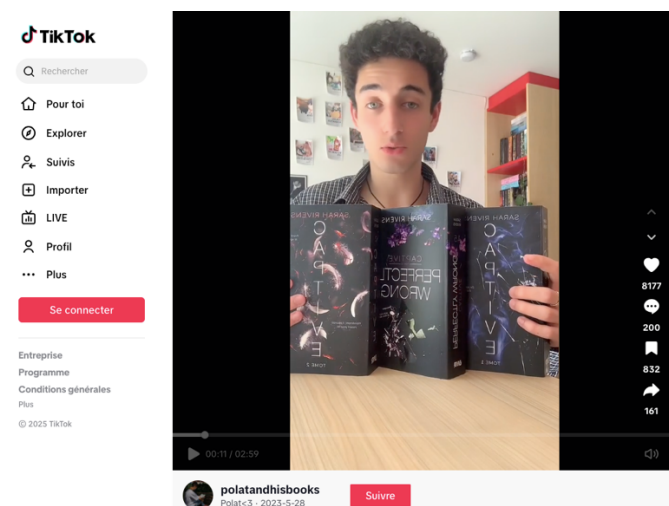 TikTok
Rechercher
Pour toi
Explorer
Suivis
Importer
LIVE
Profil
Plus
Se connecter
Entreprise
Programme
Conditions générales
Plus
© 2025 TikTok
SARAH RIVENS
CAPTIVE
TOME 2
SARAH RIVENS
CAPTIVE
PERFECTLY
WRONG
PERFECTLY WRONG
SARAH RIVENS
CAPTIVE
TOME
8177
200
832
161
00:11 / 02:59
polatandhisbooks
Polat<3 · 2023-5-28
Suivre